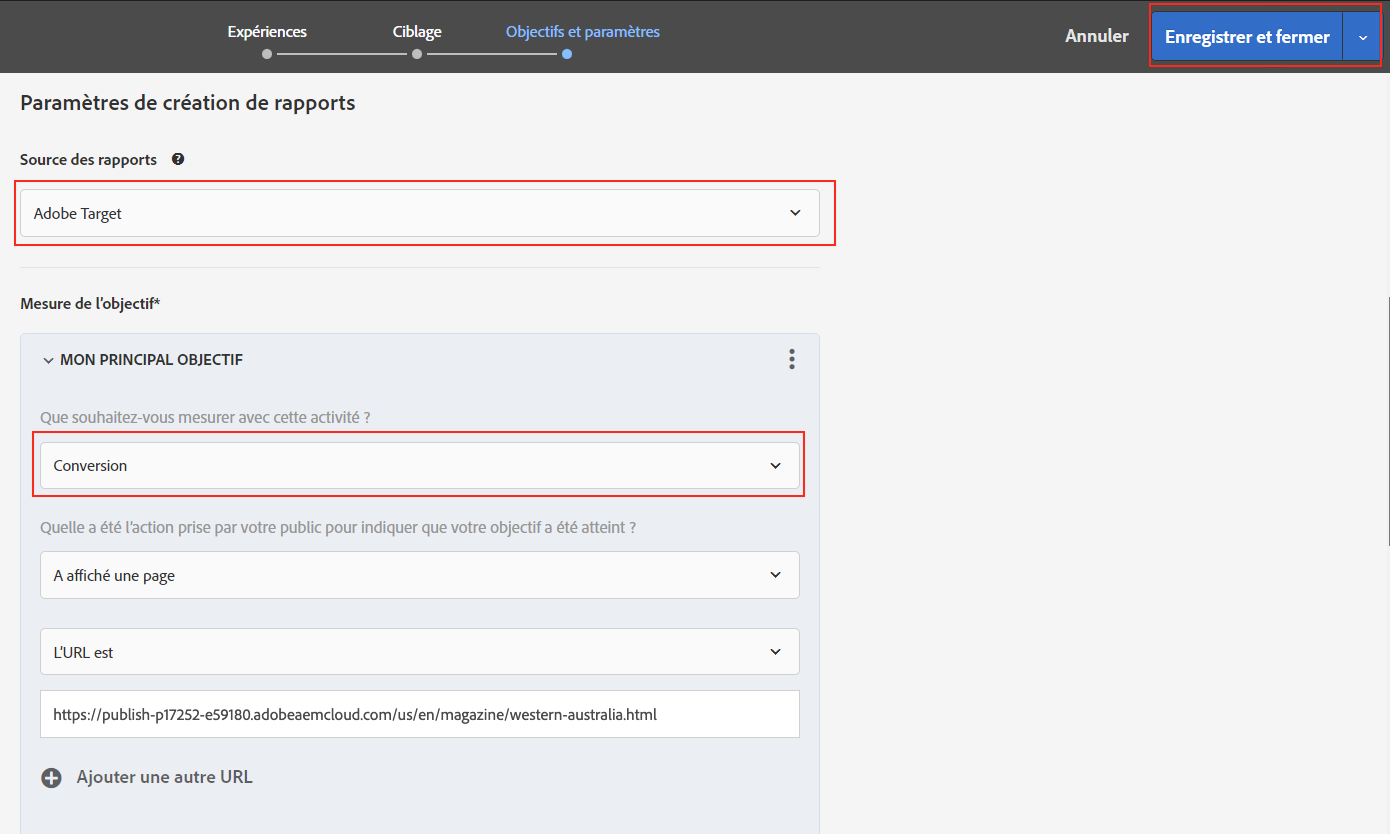 Expériences
Ciblage
Objectifs et paramètres
Annuler
Enregistrer et fermer
Paramètres de création de rapports
Source des rapports
Adobe Target
Mesure de l'objectif*
MON PRINCIPAL OBJECTIF
Que souhaitez-vous mesurer avec cette activité ?
Conversion
Quelle a été l'action prise par votre public pour indiquer que votre objectif a été atteint ?
A affiché une page
L'URL est
https://publish-p17252-e59180.adobeaemcloud.com/us/en/magazine/western-australia.html
Ajouter une autre URL